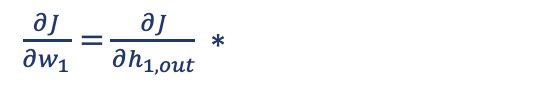 ∂J/∂w₁ = ∂J/∂h₁,out *